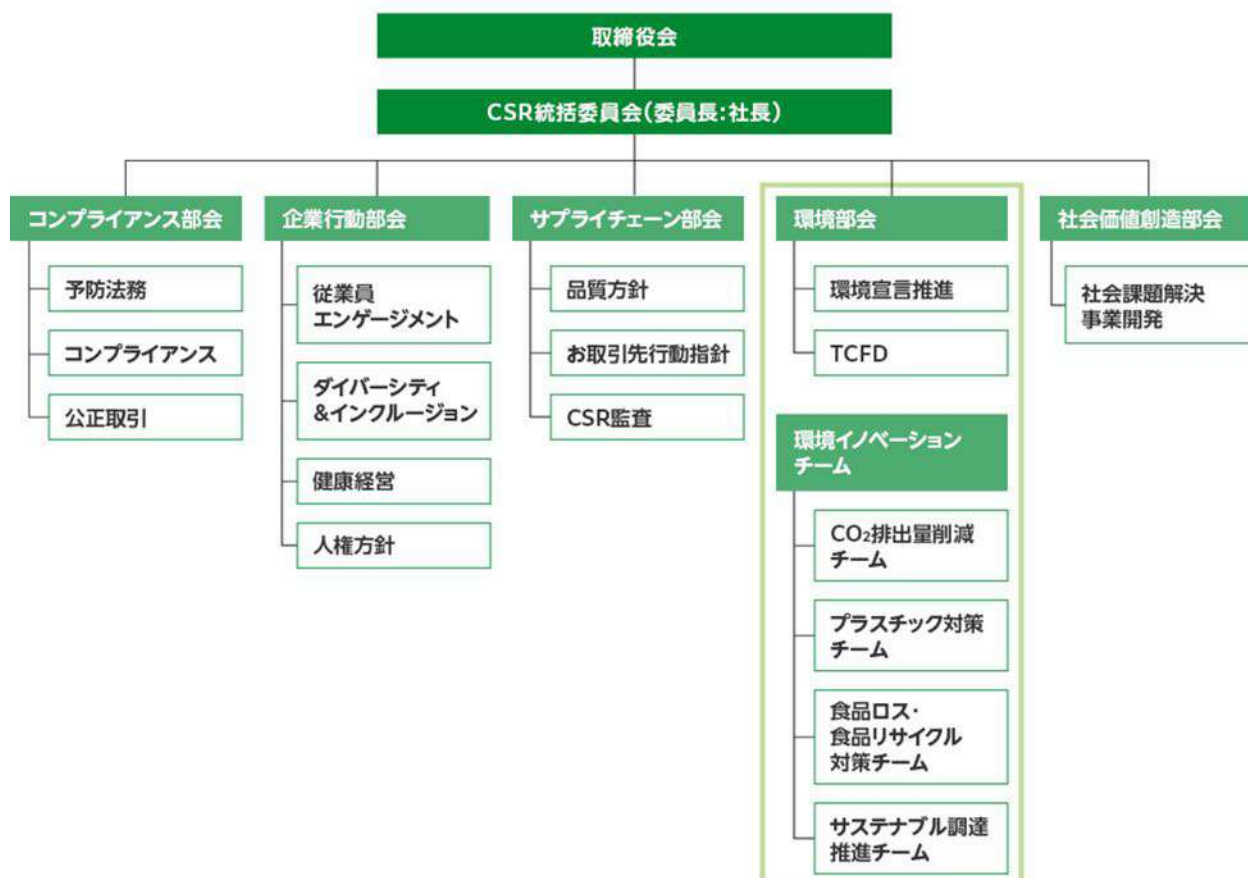 取締役会
CSR統括委員会(委員長:社長)
コンプライアンス部会
予防法務
コンプライアンス
公正取引
企業行動部会
従業員
エンゲージメント
ダイバーシティ
&インクルージョン
健康経営
人権方針
サプライチェーン部会
品質方針
お取引先行動指針
CSR監査
環境部会
環境宣言推進
TCFD
環境イノベーション
チーム
CO₂排出量削減
チーム
プラスチック対策
チーム
食品ロス・
食品リサイクル
対策チーム
サステナブル調達
推進チーム
社会価値創造部会
社会課題解決
事業開発